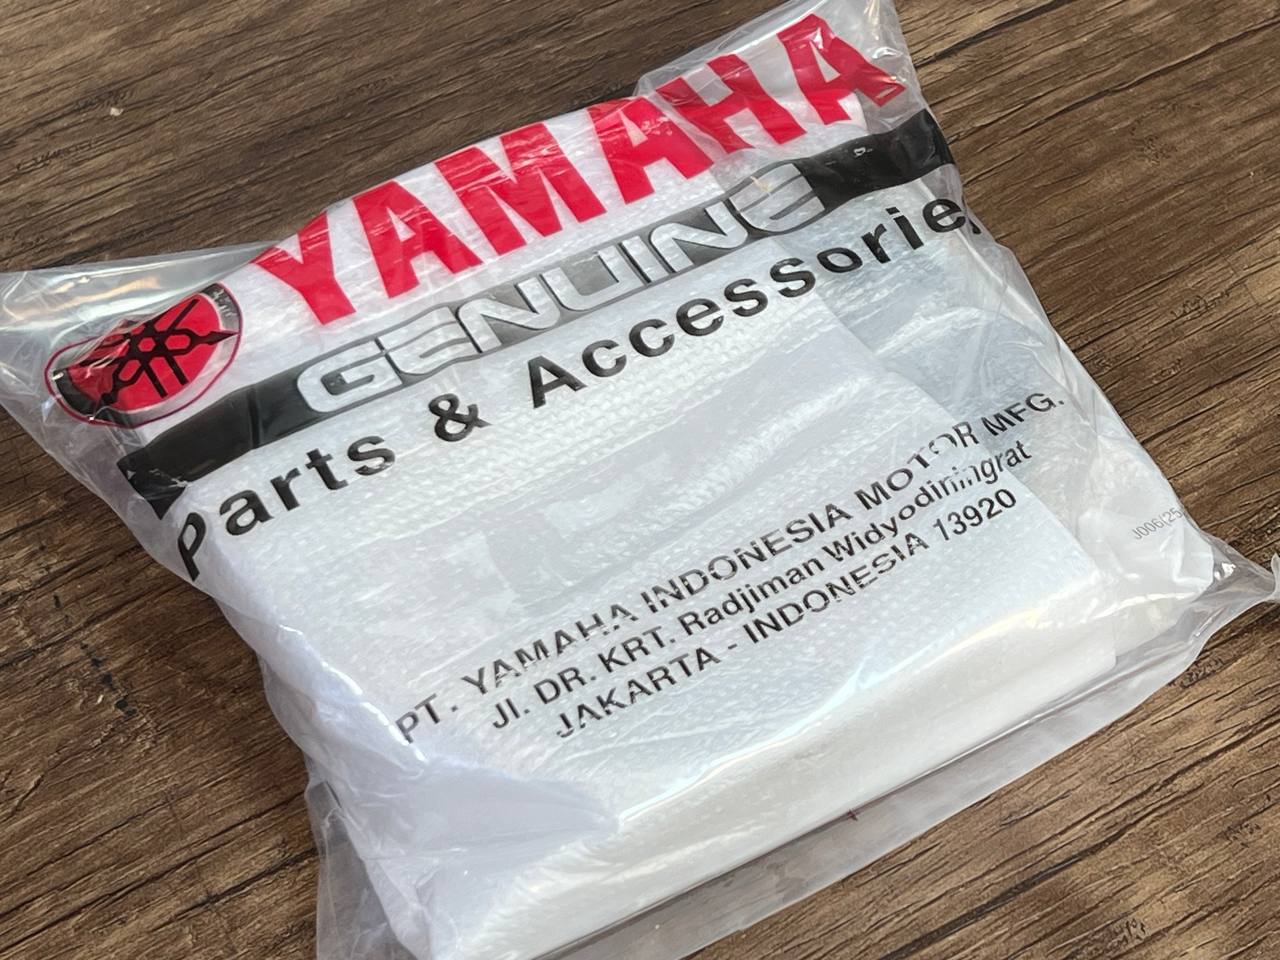 YAMAHA
GENUINE
Parts & Accessories
PT. YAMAHA INDONESIA MOTOR MFG.
Jl. DR. KRT. Radjiman Widyodiningrat
JAKARTA - INDONESIA 13920